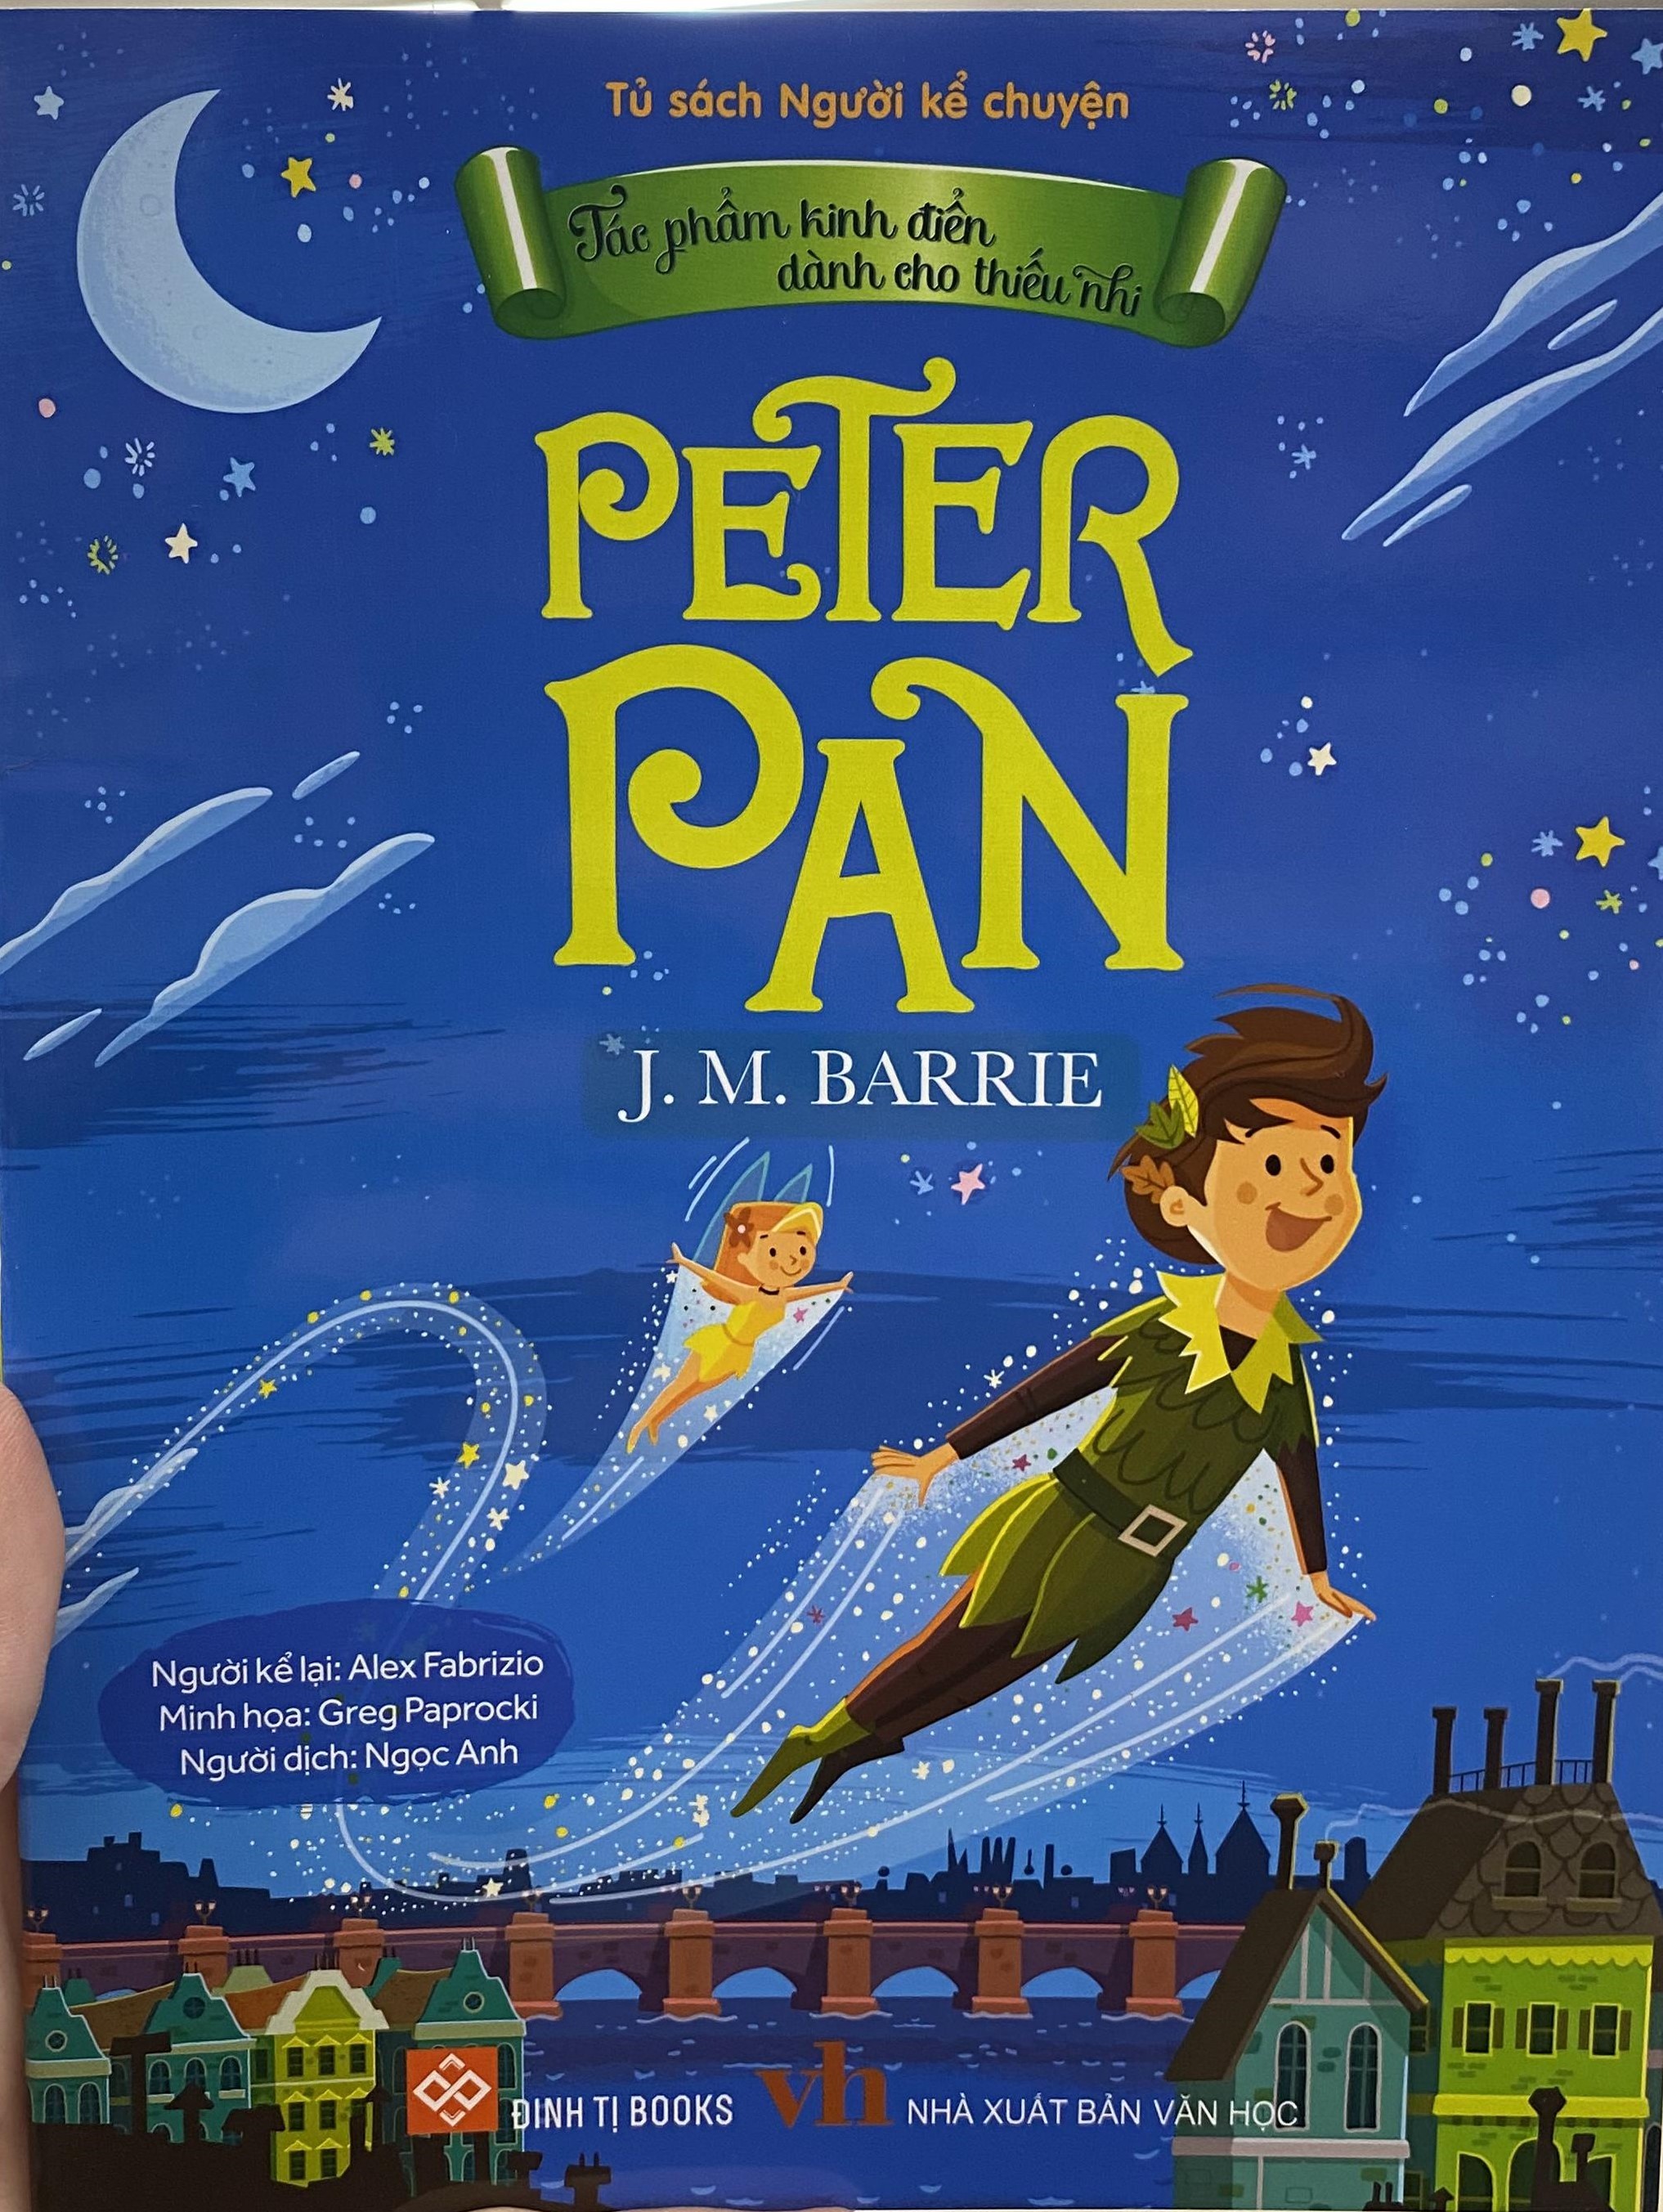 Tủ sách Người kể chuyện
Tác phẩm kinh điển
dành cho thiếu nhi
PETER
PAN
J. M. BARRIE
Người kể lại: Alex Fabrizio
Minh họa: Greg Paprocki
Người dịch: Ngọc Anh
ĐINH TỊ BOOKS
vh NHÀ XUẤT BẢN VĂN HỌC